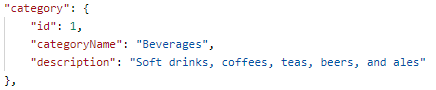 "category": {
    "id": 1,
    "categoryName": "Beverages",
    "description": "Soft drinks, coffees, teas, beers, and ales"
},